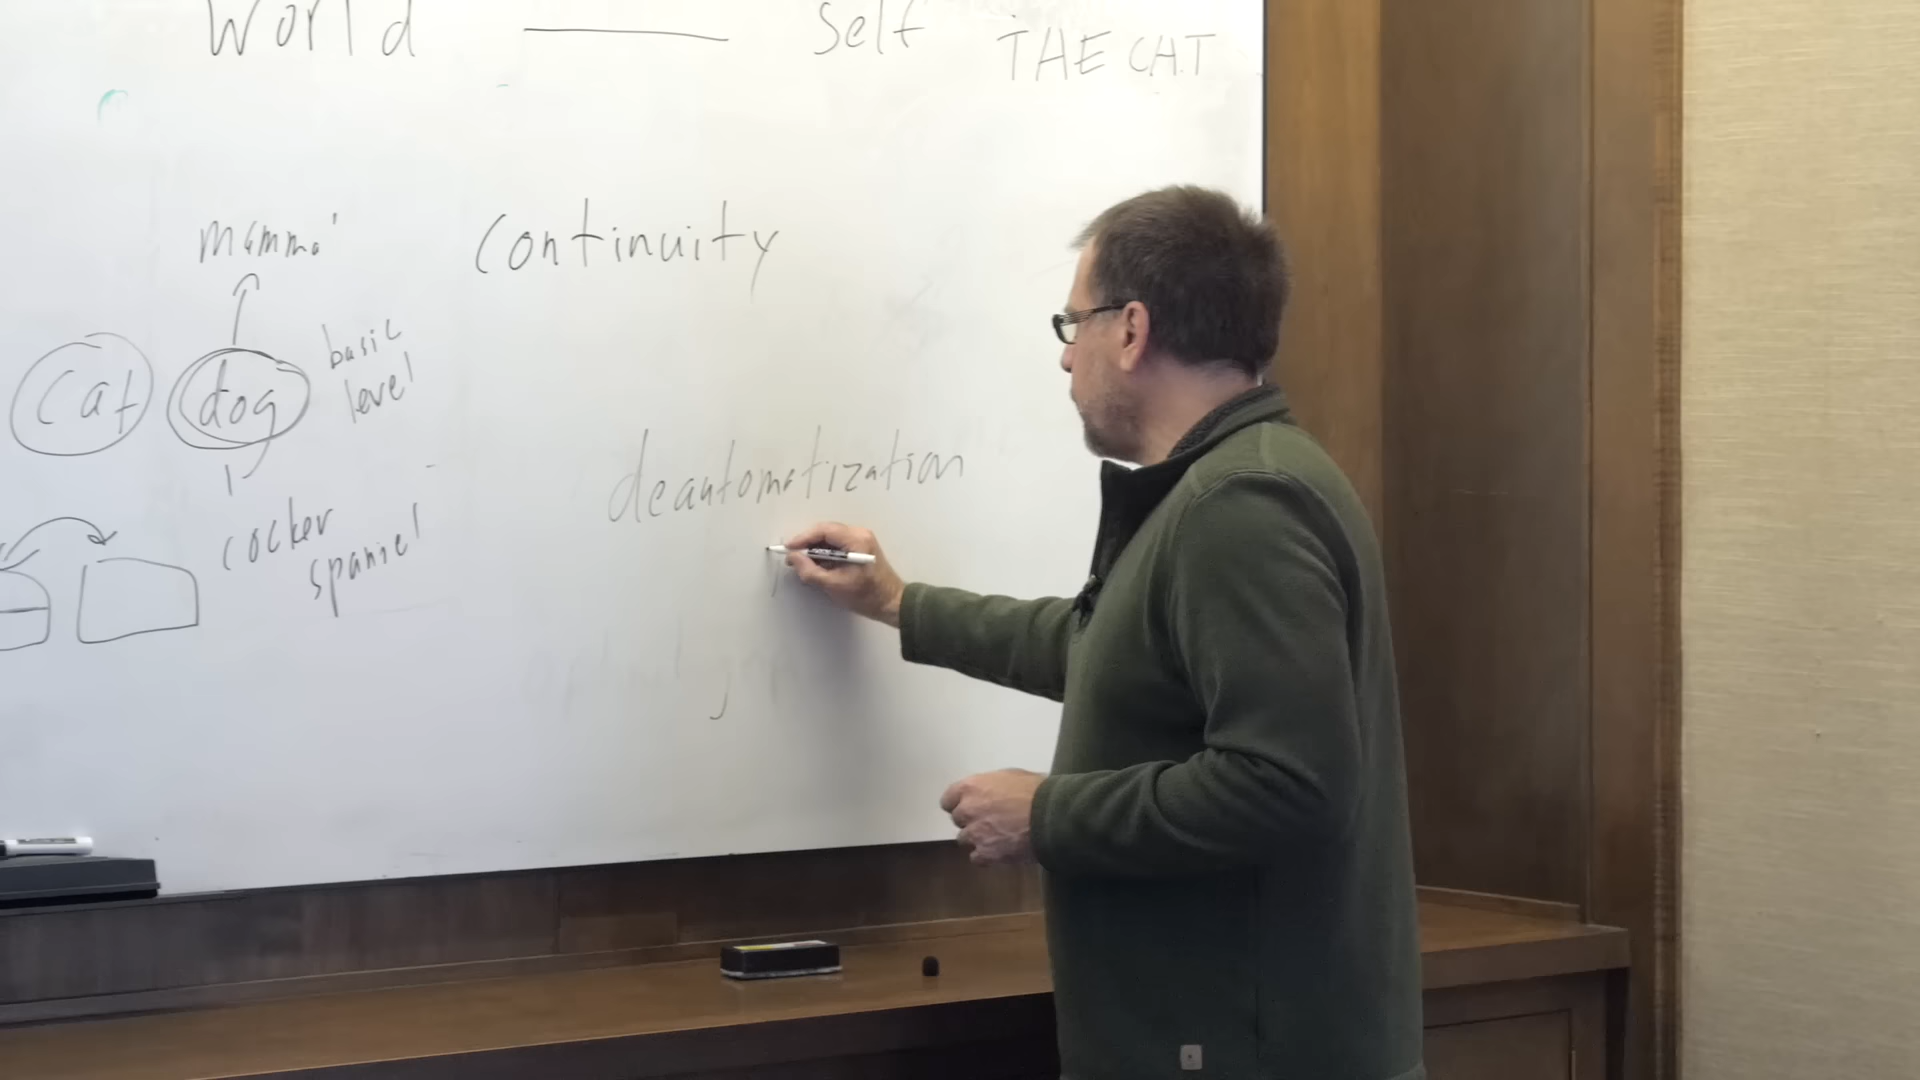 World — Self
THE CAT
mammal
continuity
basic
level
cat
dog
deautomatization
cocker
spaniel